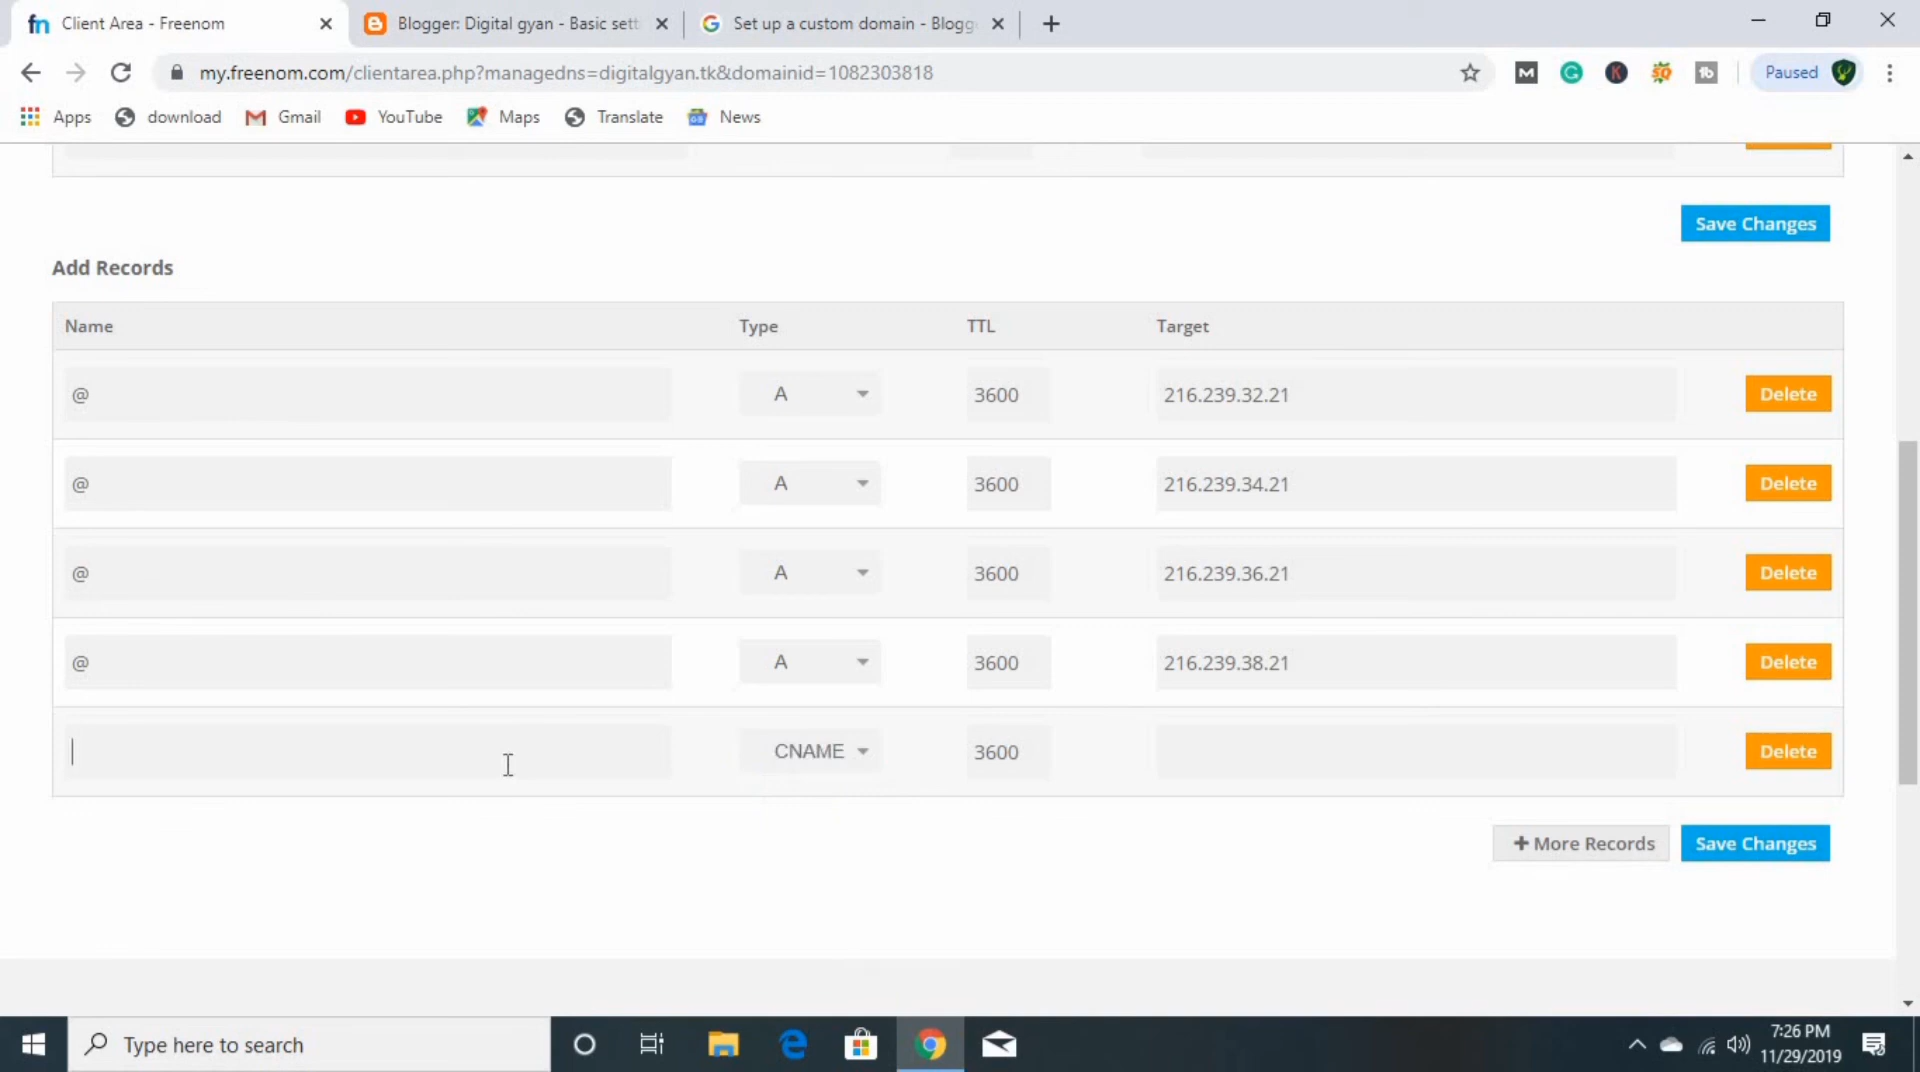 fn Client Area - Freenom
Blogger: Digital gyan - Basic sett
Set up a custom domain - Blogg
my.freenom.com/clientarea.php?managedns=digitalgyan.tk&domainid=1082303818
Paused
Apps
download
Gmail
YouTube
Maps
Translate
News
Save Changes
Add Records
Name Type TTL Target
@ A 3600 216.239.32.21 Delete
@ A 3600 216.239.34.21 Delete
@ A 3600 216.239.36.21 Delete
@ A 3600 216.239.38.21 Delete
CNAME 3600 Delete
+ More Records
Save Changes
Type here to search
7:26 PM
11/29/2019